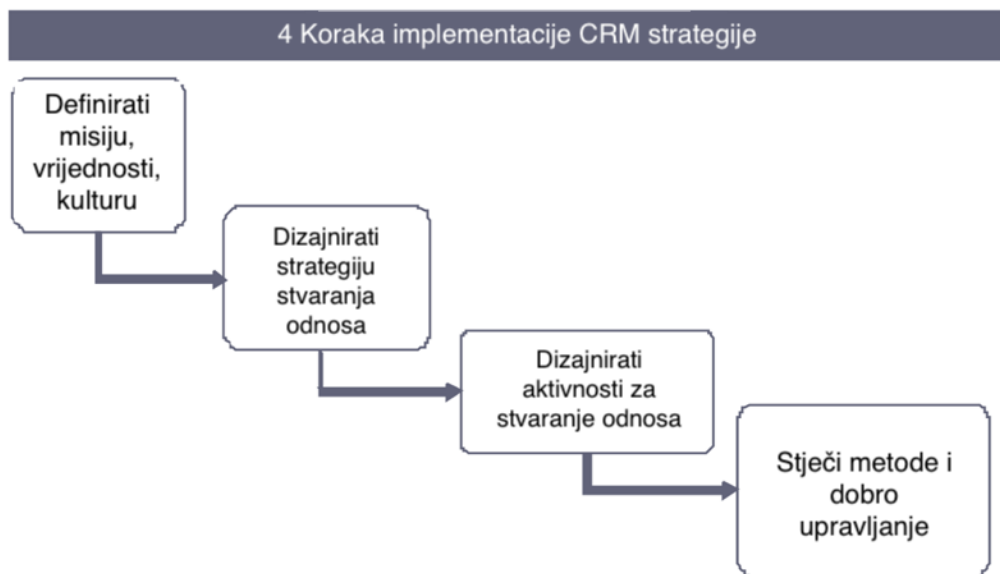 4 Koraka implementacije CRM strategije
Definirati
misiju,
vrijednosti,
kulturu
Dizajnirati
strategiju
stvaranja
odnosa
Dizajnirati
aktivnosti za
stvaranje odnosa
Stječi metode i
dobro
upravljanje